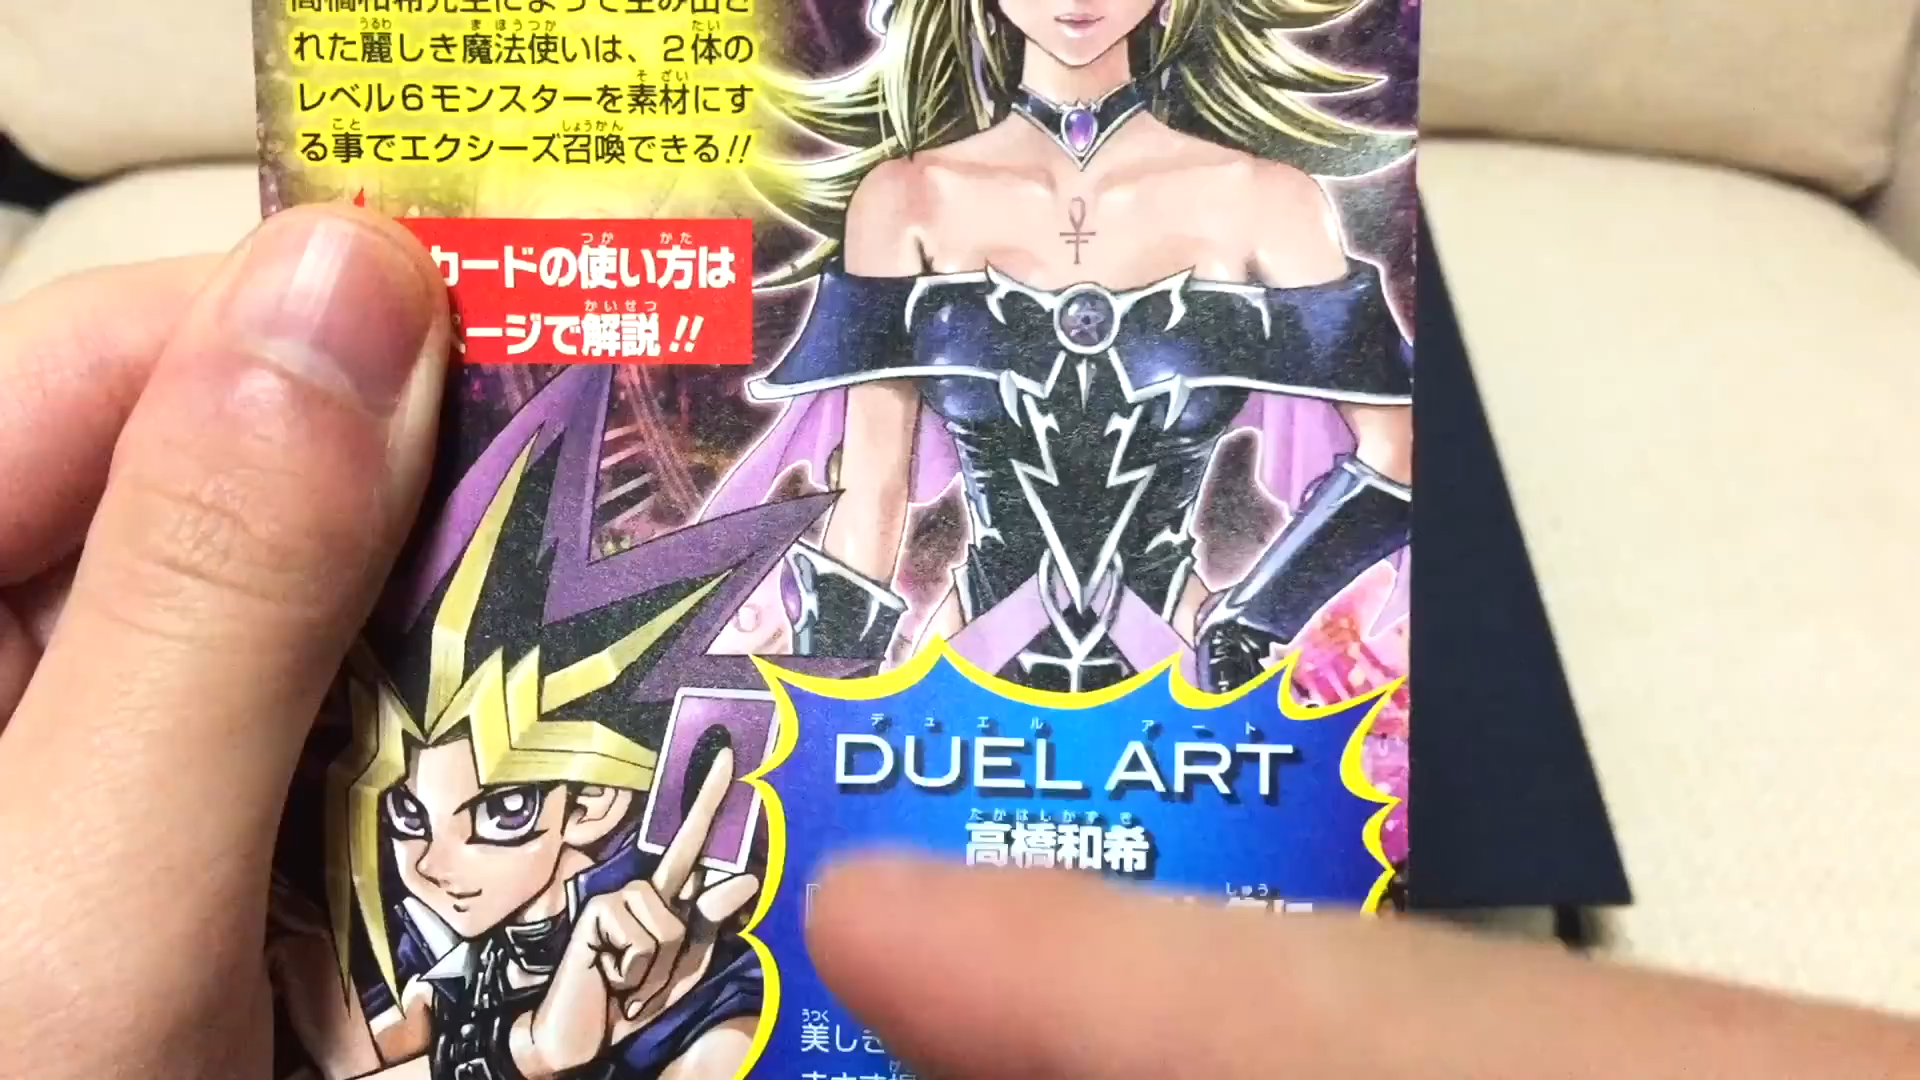 れた麗しき魔法使いは、2体の
レベル6モンスターを素材にす
る事でエクシーズ召喚できる!!
カードの使い方は
ページで解説!!
DUEL ART
高橋和希
美しき